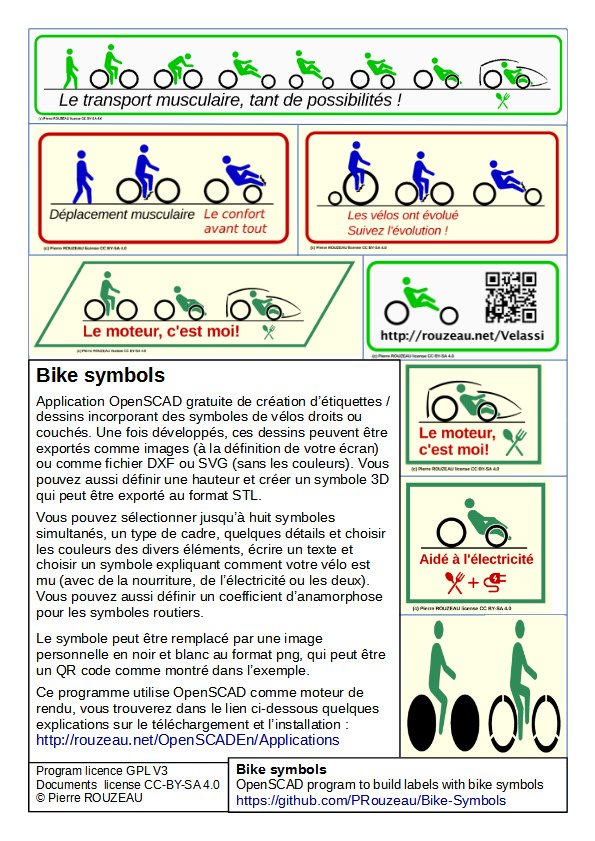 Le transport musculaire, tant de possibilités !
(c) Pierre ROUZEAU license CC BY-SA 4.0
Déplacement musculaire
Le confort
avant tout
(c) Pierre ROUZEAU license CC BY-SA 4.0
Les vélos ont évolué
Suivez l'évolution !
(c) Pierre ROUZEAU license CC BY-SA 4.0
Le moteur, c'est moi!
(c) Pierre ROUZEAU license CC BY-SA 4.0
http://rouzeau.net/Velassi
(c) Pierre ROUZEAU license CC BY-SA 4.0
Bike symbols
Application OpenSCAD gratuite de création d’étiquettes /
dessins incorporant des symboles de vélos droits ou
couchés. Une fois développés, ces dessins peuvent être
exportés comme images (à la définition de votre écran)
ou comme fichier DXF ou SVG (sans les couleurs). Vous
pouvez aussi définir une hauteur et créer un symbole 3D
qui peut être exporté au format STL.
Vous pouvez sélectionner jusqu’à huit symboles
simultanés, un type de cadre, quelques détails et choisir
les couleurs des divers éléments, écrire un texte et
choisir un symbole expliquant comment votre vélo est
mu (avec de la nourriture, de l’électricité ou les deux).
Vous pouvez aussi définir un coefficient d’anamorphose
pour les symboles routiers.
Le symbole peut être remplacé par une image
personnelle en noir et blanc au format png, qui peut être
un QR code comme montré dans l’exemple.
Ce programme utilise OpenSCAD comme moteur de
rendu, vous trouverez dans le lien ci-dessous quelques
explications sur le téléchargement et l’installation :
http://rouzeau.net/OpenSCADEn/Applications
Le moteur,
c'est moi!
(c) Pierre ROUZEAU license CC BY-SA 4.0
Aidé à l'électricité
+
(c) Pierre ROUZEAU license CC BY-SA 4.0
Program licence GPL V3
Documents license CC-BY-SA 4.0
© Pierre ROUZEAU
Bike symbols
OpenSCAD program to build labels with bike symbols
https://github.com/PRouzeau/Bike-Symbols